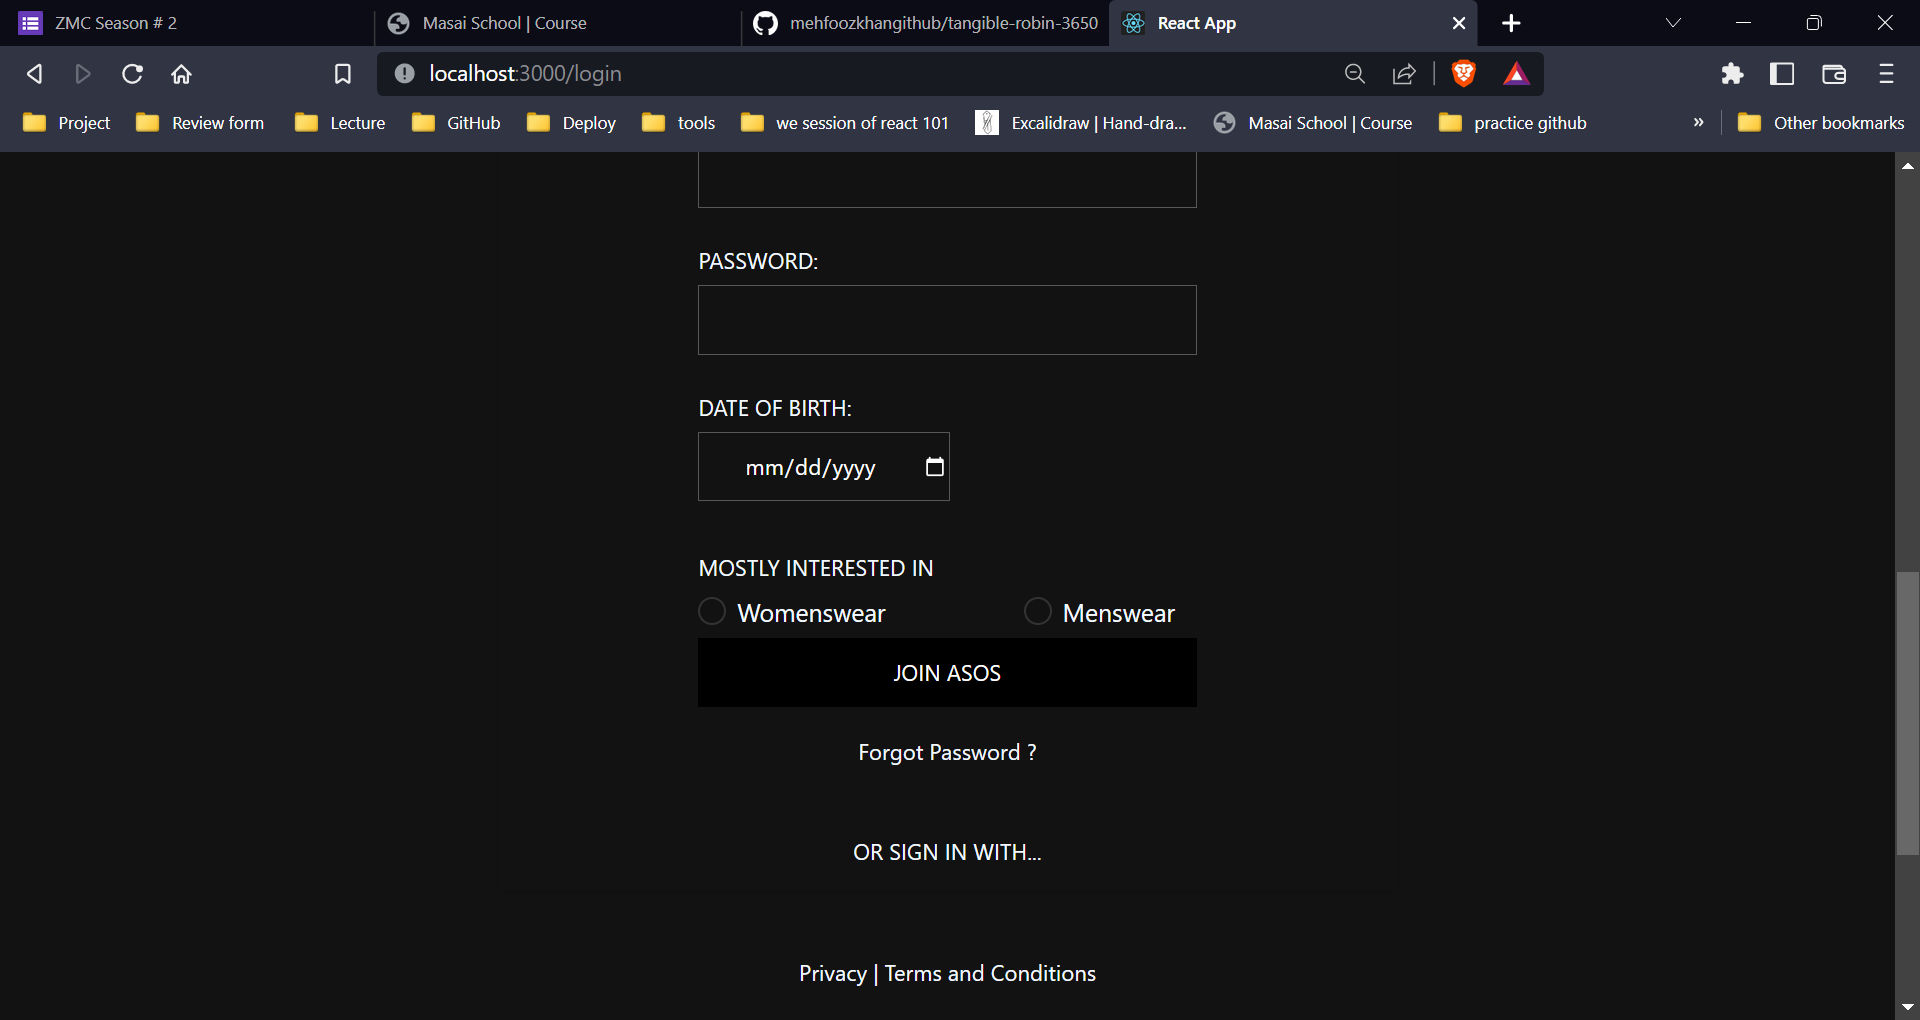 ZMC Season # 2
Masai School | Course
mehfoozkhangithub/tangible-robin-3650
React App
localhost:3000/login
Project
Review form
Lecture
GitHub
Deploy
tools
we session of react 101
Excalidraw | Hand-dra...
Masai School | Course
practice github
»
Other bookmarks
PASSWORD:
DATE OF BIRTH:
mm/dd/yyyy
MOSTLY INTERESTED IN
Womenswear
Menswear
JOIN ASOS
Forgot Password ?
OR SIGN IN WITH...
Privacy | Terms and Conditions